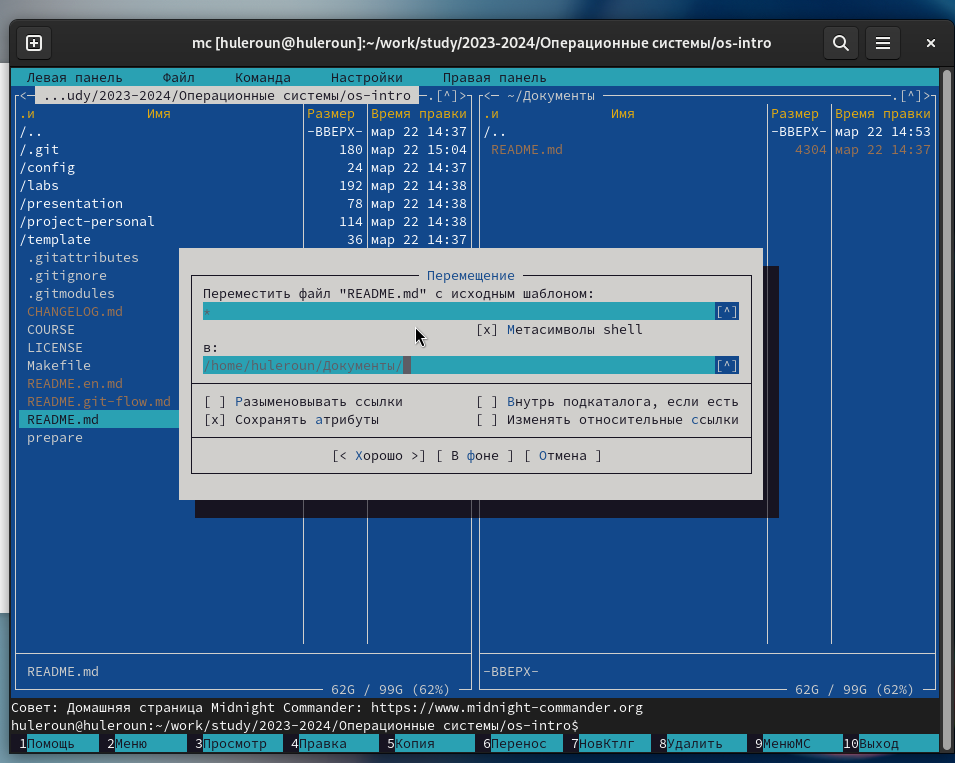 mc [huleroun@huleroun]:~/work/study/2023-2024/Операционные системы/os-intro
Левая панель Файл Команда Настройки Правая панель
<─ ...udy/2023-2024/Операционные системы/os-intro ─.[^]> <─ ~/Документы ─.[^]>
.и Имя Размер Время правки .и Имя Размер Время правки
/.. -ВВЕРХ- мар 22 14:37 /.. -ВВЕРХ- мар 22 14:53
/.git 180 мар 22 15:04 README.md 4304 мар 22 14:37
/config 24 мар 22 14:37
/labs 192 мар 22 14:38
/presentation 78 мар 22 14:38
/project-personal 114 мар 22 14:38
/template 36 мар 22 14:37
.gitattributes
.gitignore
.gitmodules
CHANGELOG.md
COURSE
LICENSE
Makefile
README.en.md
README.git-flow.md
README.md
prepare
Перемещение
Переместить файл "README.md" с исходным шаблоном:
* [^]
[x] Метасимволы shell
в:
/home/huleroun/Документы/ [^]
[ ] Разыменовывать ссылки [ ] Внутрь подкаталога, если есть
[x] Сохранять атрибуты [ ] Изменять относительные ссылки
[< Хорошо >] [ В фоне ] [ Отмена ]
README.md -ВВЕРХ-
62G / 99G (62%) 62G / 99G (62%)
Совет: Домашняя страница Midnight Commander: https://www.midnight-commander.org
huleroun@huleroun:~/work/study/2023-2024/Операционные системы/os-intro$
1Помощь 2Меню 3Просмотр 4Правка 5Копия 6Перенос 7НовКтлг 8Удалить 9МенюМС 10Выход